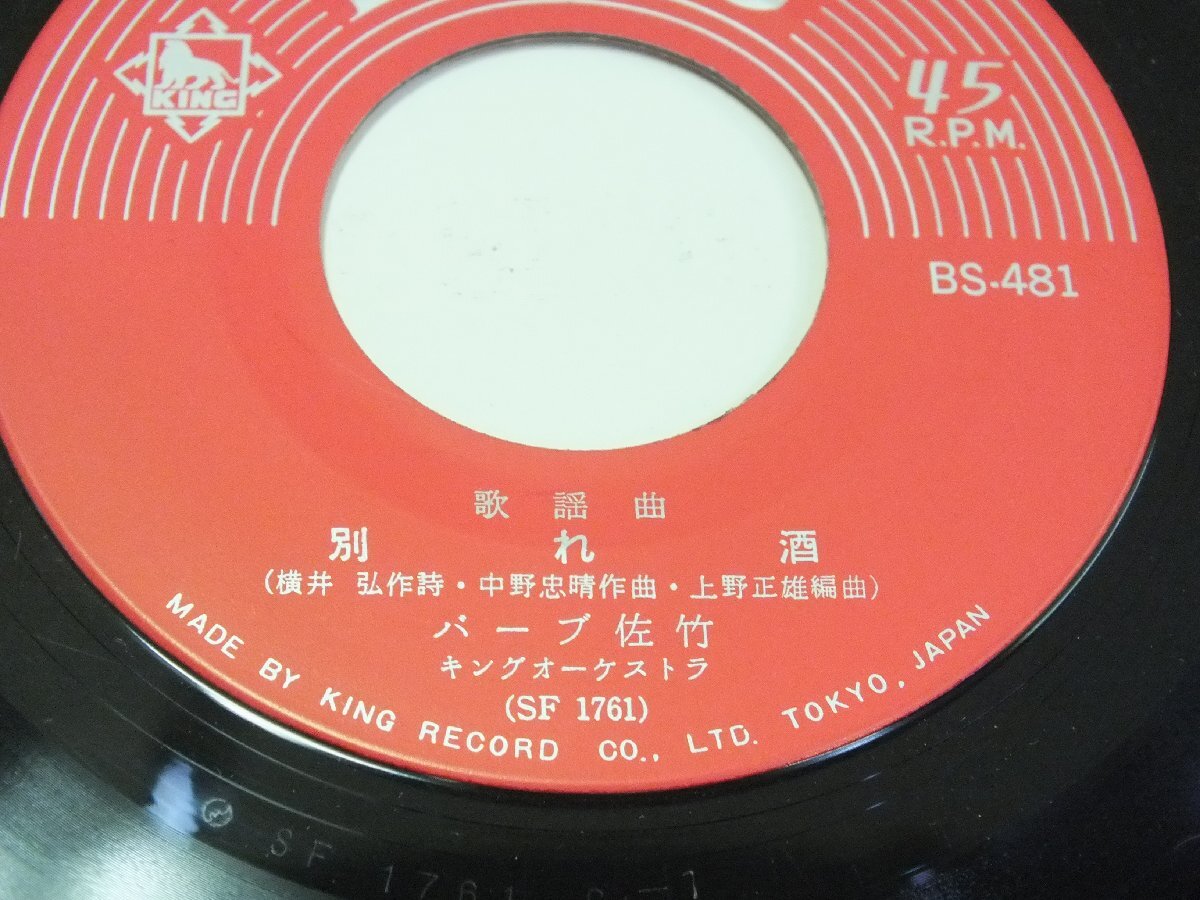 KING
45
R.P.M.
BS-481
歌謡曲
別れ酒
(横井 弘作詩・中野忠晴作曲・上野正雄編曲)
バーブ佐竹
キングオーケストラ
(SF 1761)
MADE BY KING RECORD CO., LTD. TOKYO, JAPAN
SF 1761